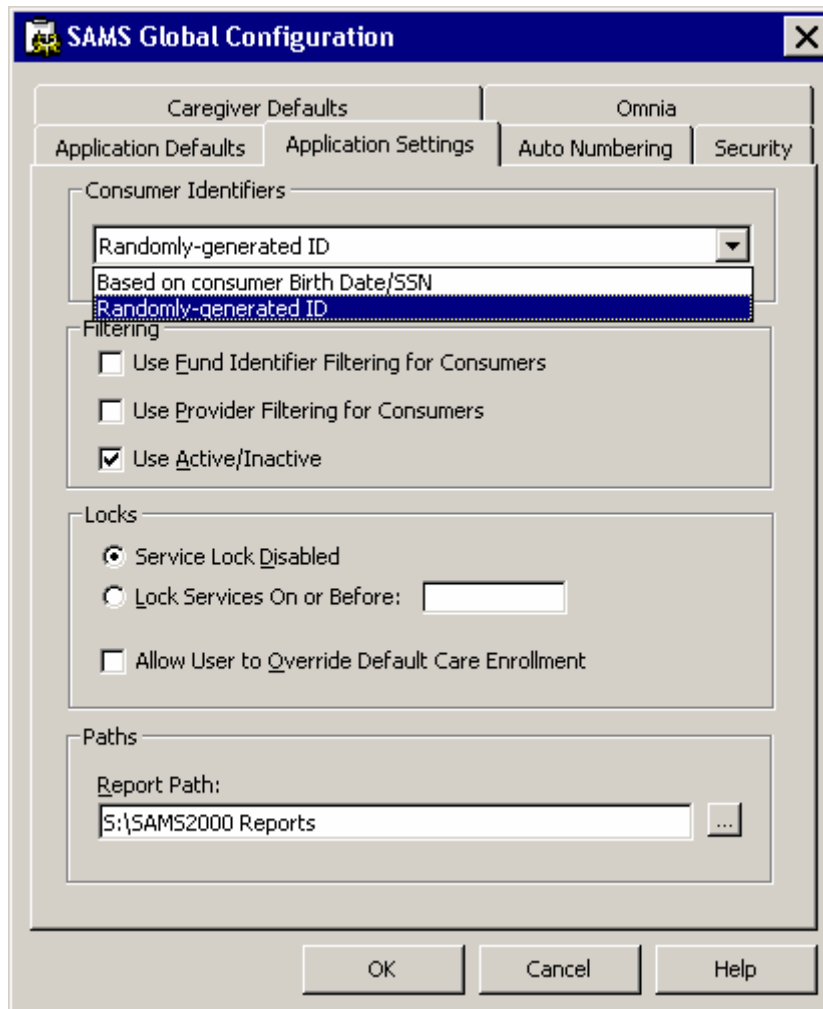 SAMS Global Configuration
Caregiver Defaults
Omnia
Application Defaults
Application Settings
Auto Numbering
Security
Consumer Identifiers
Randomly-generated ID
Based on consumer Birth Date/SSN
Randomly-generated ID
Filtering
Use Fund Identifier Filtering for Consumers
Use Provider Filtering for Consumers
Use Active/Inactive
Locks
Service Lock Disabled
Lock Services On or Before:
Allow User to Override Default Care Enrollment
Paths
Report Path:
S:\SAMS2000 Reports
...
OK
Cancel
Help